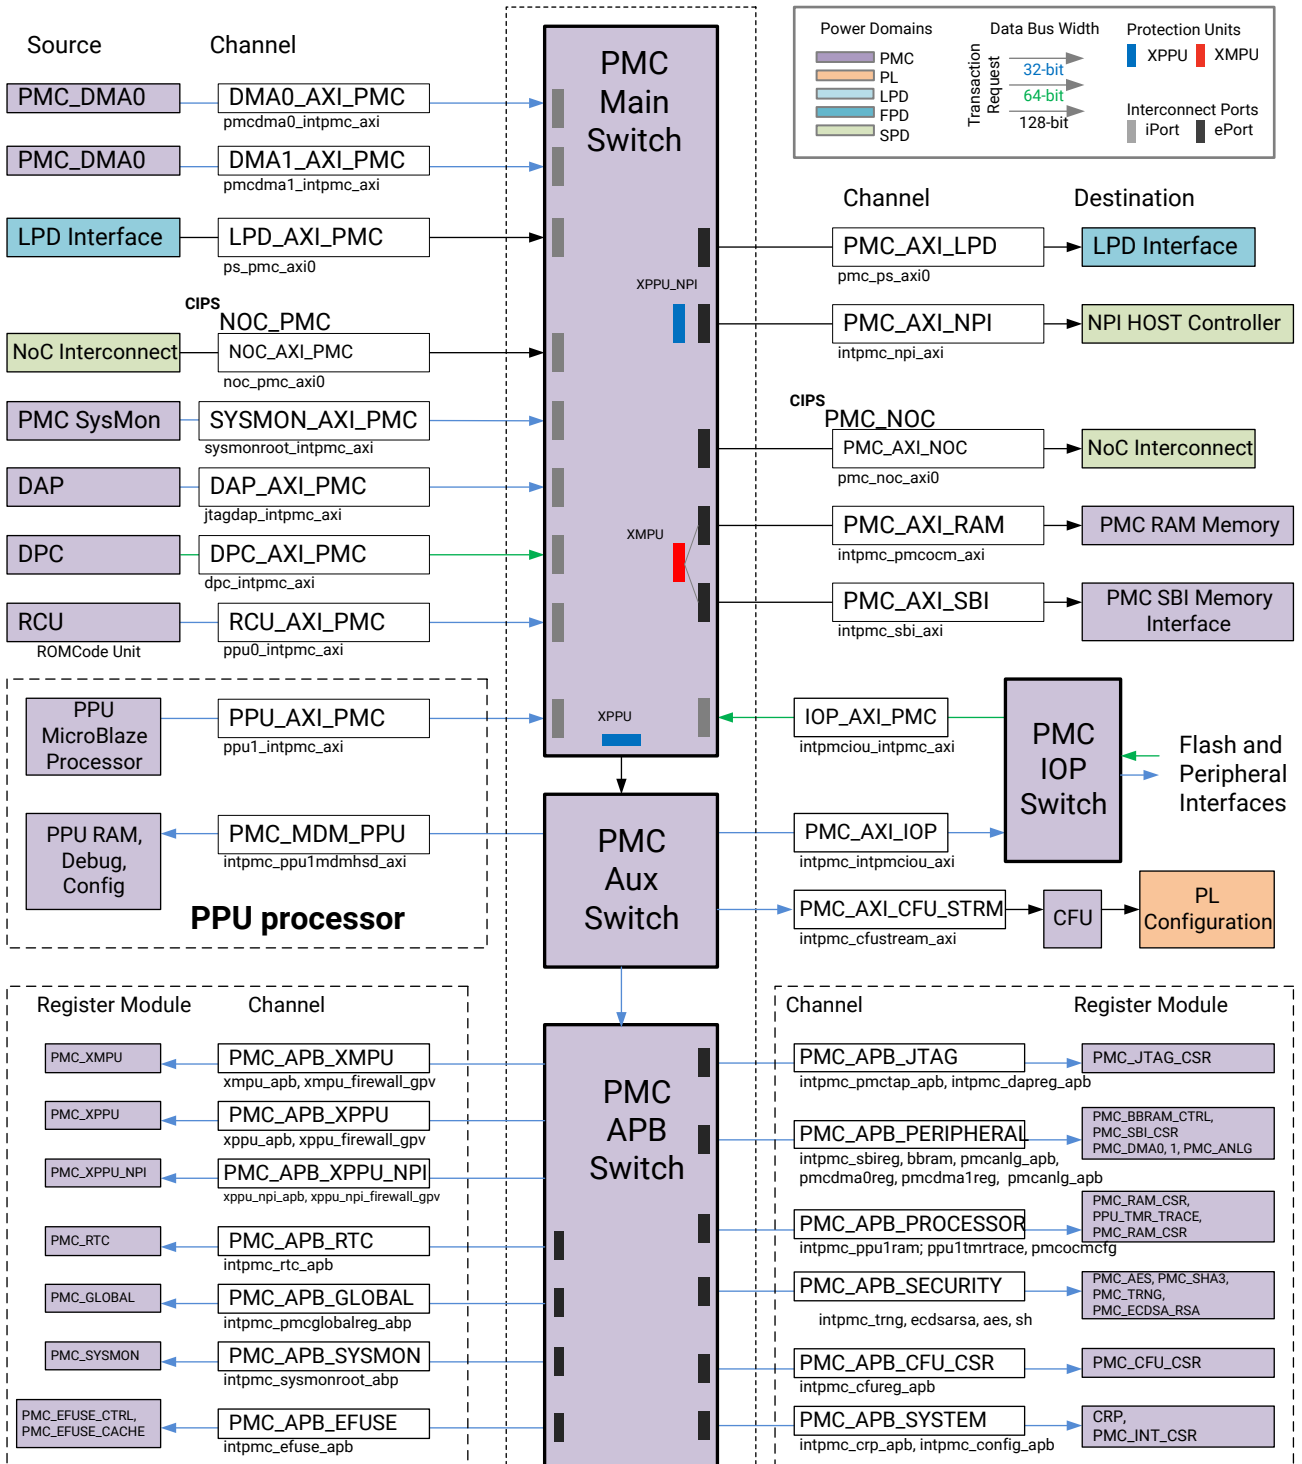 Source
Channel
PMC_DMA0
DMA0_AXI_PMC
pmcdma0_intpmc_axi
PMC_DMA0
DMA1_AXI_PMC
pmcdma1_intpmc_axi
LPD Interface
LPD_AXI_PMC
ps_pmc_axi0
CIPS
NOC_PMC
NoC Interconnect
NOC_AXI_PMC
noc_pmc_axi0
PMC SysMon
SYSMON_AXI_PMC
sysmonroot_intpmc_axi
DAP
DAP_AXI_PMC
jtagdap_intpmc_axi
DPC
DPC_AXI_PMC
dpc_intpmc_axi
RCU
RCU_AXI_PMC
ROMCode Unit
ppu0_intpmc_axi
PPU
MicroBlaze
Processor
PPU_AXI_PMC
ppu1_intpmc_axi
PPU RAM,
Debug,
Config
PMC_MDM_PPU
intpmc_ppu1mdmhsd_axi
PPU processor
PMC
Main
Switch
XPPU_NPI
XMPU
XPPU
PMC
Aux
Switch
PMC
APB
Switch
Power Domains
PMC
PL
LPD
FPD
SPD
Data Bus Width
Transaction
Request
32-bit
64-bit
128-bit
Protection Units
XPPU
XMPU
Interconnect Ports
iPort
ePort
Channel
Destination
PMC_AXI_LPD
LPD Interface
pmc_ps_axi0
PMC_AXI_NPI
NPI HOST Controller
intpmc_npi_axi
CIPS
PMC_NOC
PMC_AXI_NOC
NoC Interconnect
pmc_noc_axi0
PMC_AXI_RAM
PMC RAM Memory
intpmc_pmcocm_axi
PMC_AXI_SBI
PMC SBI Memory
Interface
intpmc_sbi_axi
IOP_AXI_PMC
intpmciou_intpmc_axi
PMC
IOP
Switch
Flash and
Peripheral
Interfaces
PMC_AXI_IOP
intpmc_intpmciou_axi
PMC_AXI_CFU_STRM
intpmc_cfustream_axi
CFU
PL
Configuration
Register Module
Channel
PMC_XMPU
PMC_APB_XMPU
xmpu_apb, xmpu_firewall_gpv
PMC_XPPU
PMC_APB_XPPU
xppu_apb, xppu_firewall_gpv
PMC_XPPU_NPI
PMC_APB_XPPU_NPI
xppu_npi_apb, xppu_npi_firewall_gpv
PMC_RTC
PMC_APB_RTC
intpmc_rtc_apb
PMC_GLOBAL
PMC_APB_GLOBAL
intpmc_pmcglobalreg_abp
PMC_SYSMON
PMC_APB_SYSMON
intpmc_sysmonroot_abp
PMC_EFUSE_CTRL,
PMC_EFUSE_CACHE
PMC_APB_EFUSE
intpmc_efuse_apb
Channel
Register Module
PMC_APB_JTAG
PMC_JTAG_CSR
intpmc_pmctap_apb, intpmc_dapreg_apb
PMC_APB_PERIPHERAL
PMC_BBRAM_CTRL,
PMC_SBI_CSR
PMC_DMA0, 1, PMC_ANLG
intpmc_sbireg, bbram, pmcanlg_apb,
pmcdma0reg, pmcdma1reg, pmcanlg_apb
PMC_APB_PROCESSOR
PMC_RAM_CSR,
PPU_TMR_TRACE,
PMC_RAM_CSR
intpmc_ppu1ram; ppu1tmrtrace, pmcocmcfg
PMC_APB_SECURITY
PMC_AES, PMC_SHA3,
PMC_TRNG,
PMC_ECDSA_RSA
intpmc_trng, ecdsarsa, aes, sh
PMC_APB_CFU_CSR
PMC_CFU_CSR
intpmc_cfureg_apb
PMC_APB_SYSTEM
CRP,
PMC_INT_CSR
intpmc_crp_apb, intpmc_config_apb